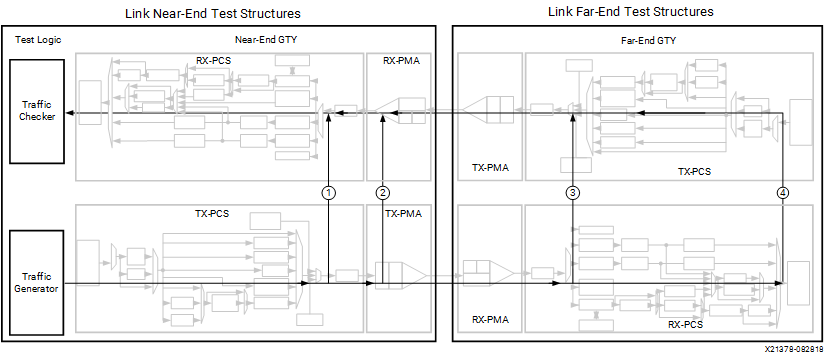 Link Near-End Test Structures
Link Far-End Test Structures
Test Logic
Near-End GTY
Far-End GTY
RX-PCS
RX-PMA
Traffic
Checker
TX-PMA
TX-PCS
1
2
3
4
TX-PCS
TX-PMA
Traffic
Generator
RX-PMA
RX-PCS
X21378-082818